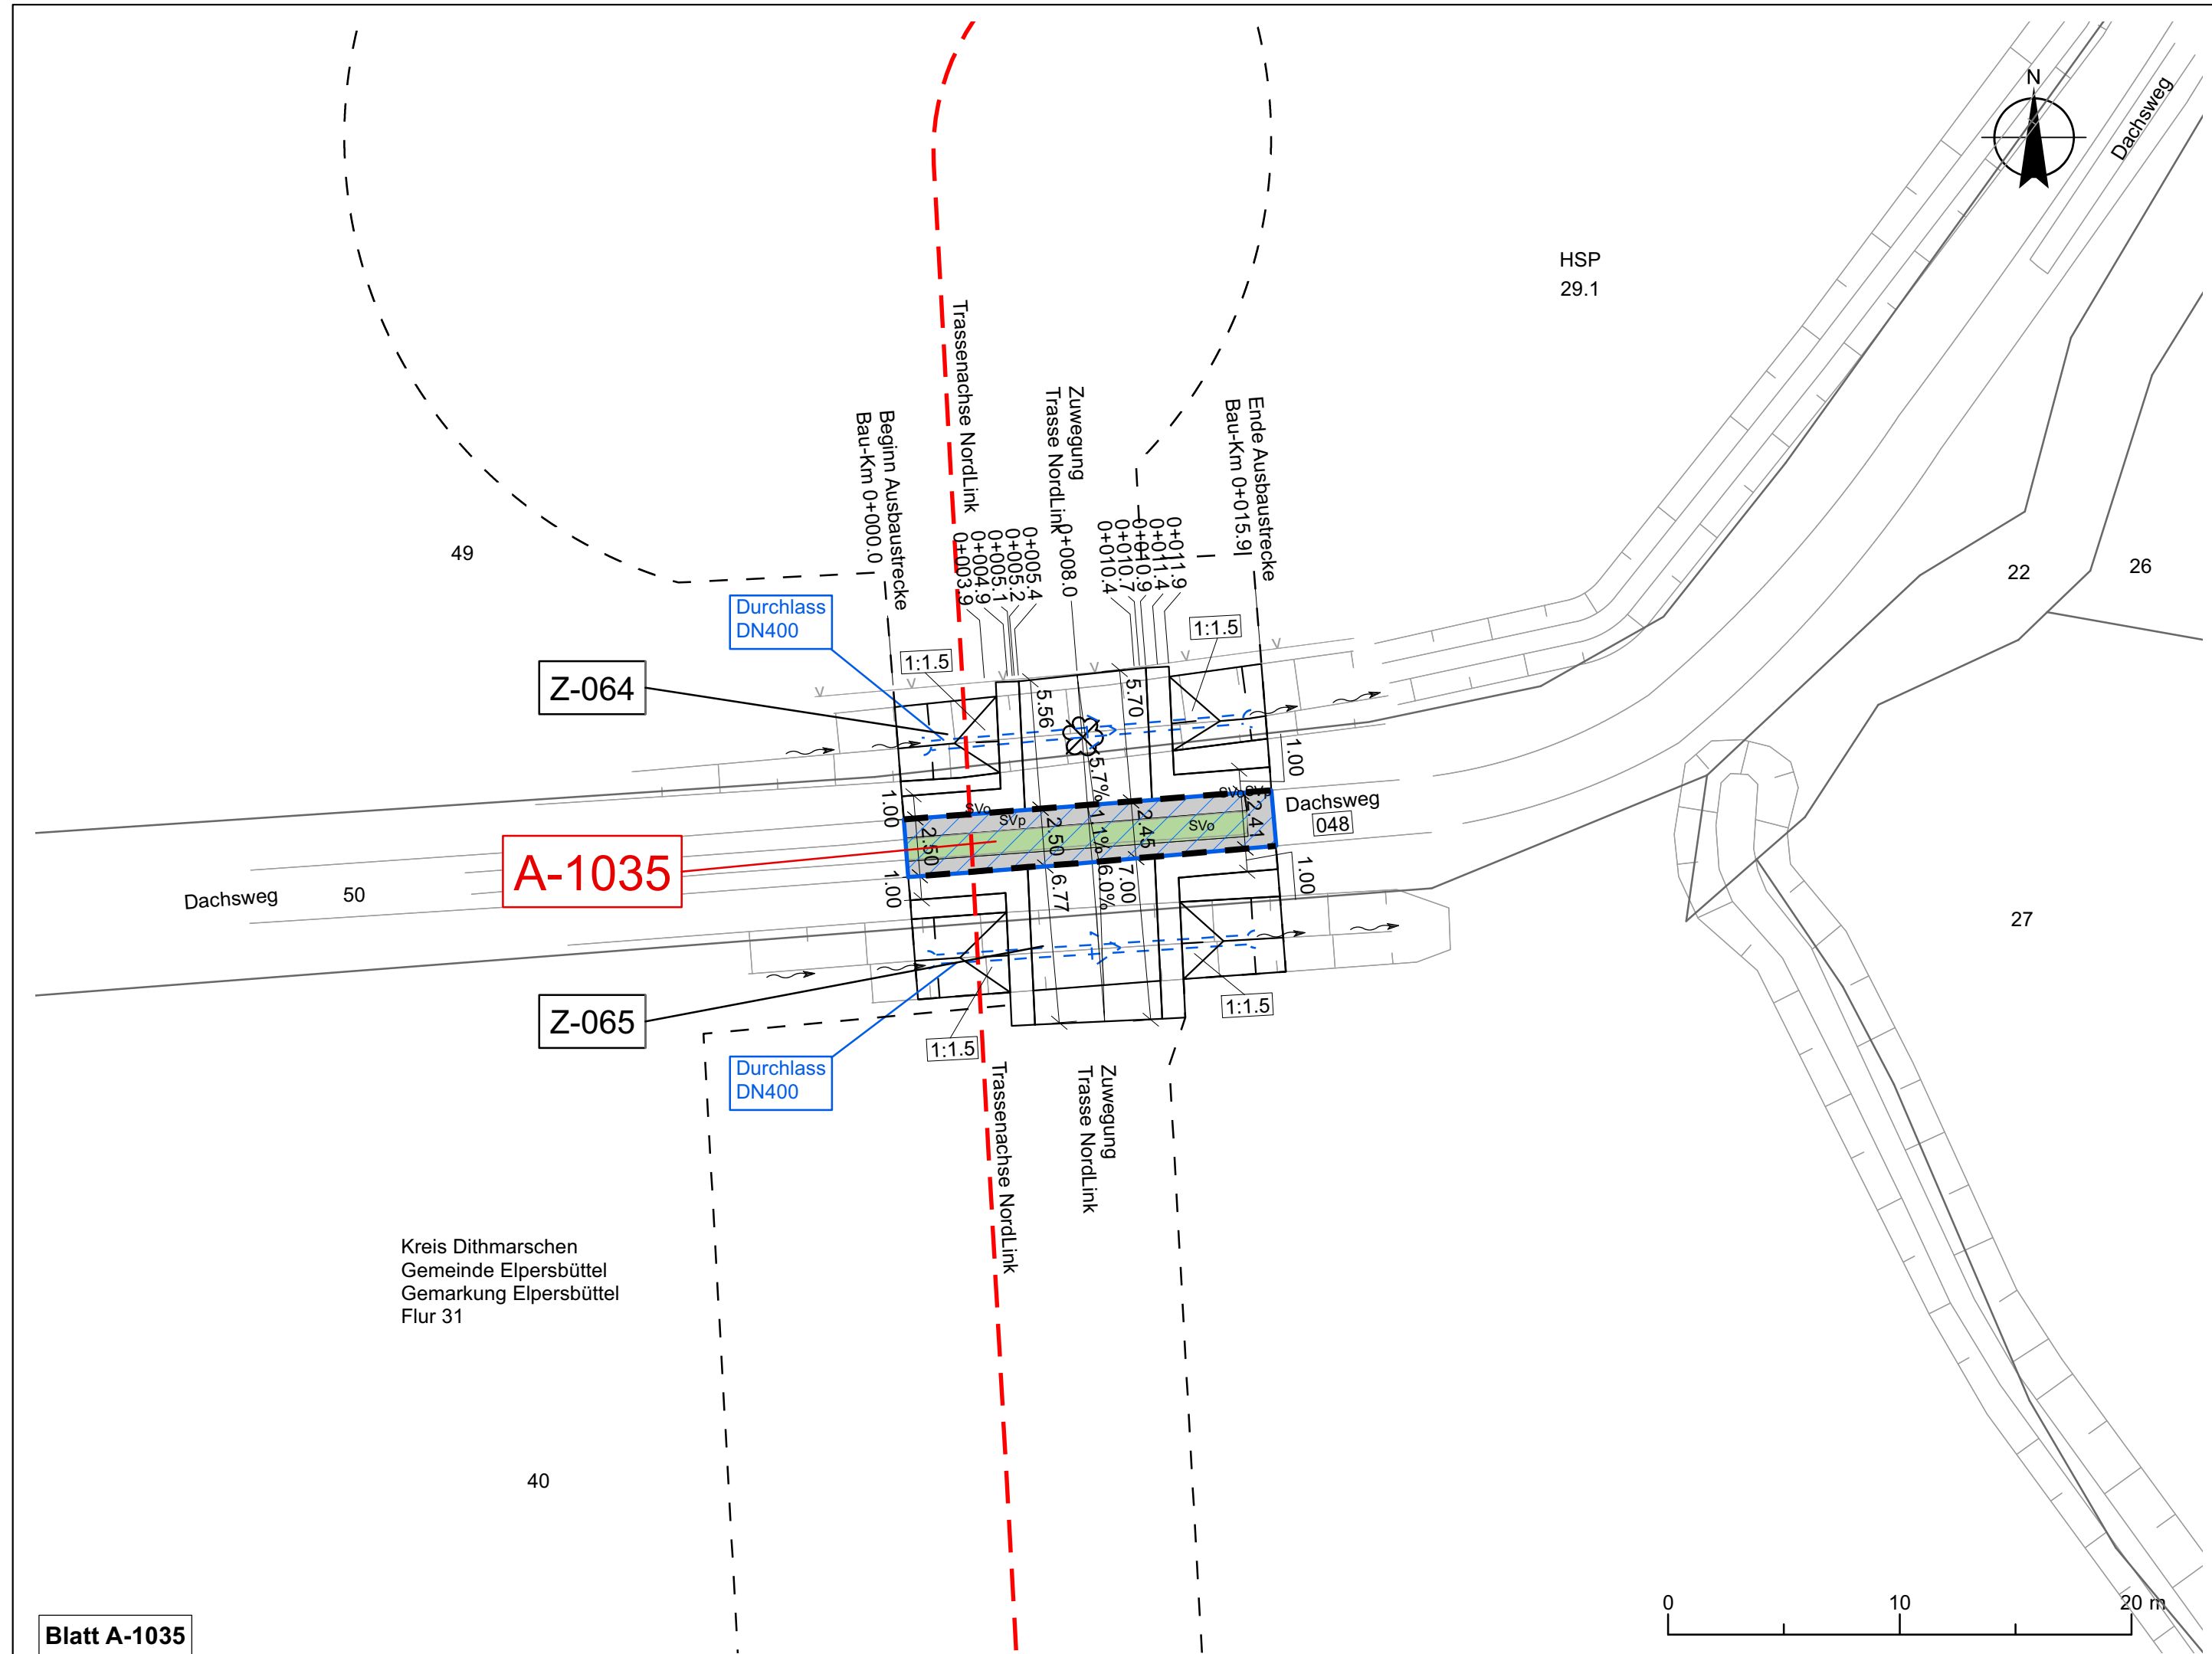 N
Dachsweg
HSP
29.1
Trassenachse NordLink
Zuwegung
Trasse NordLink
Beginn Ausbaustrecke
Bau-Km 0+000.0
Ende Ausbaustrecke
Bau-Km 0+015.9
0+003.9
0+004.9
0+005.1
0+005.2
0+005.4
0+008.0
0+010.4
0+010.7
0+010.9
0+011.4
0+011.9
49
22
26
Durchlass
DN400
1:1.5
1:1.5
Z-064
5.56
5.70
5.7%
1.00
1.00
SVo
SVp
SVo
Dachsweg
048
2.50
2.50
1.1%
2.45
2.41
A-1035
Dachsweg
50
1.00
6.77
6.0%
7.00
1.00
27
Z-065
1:1.5
1:1.5
Durchlass
DN400
Trassenachse NordLink
Zuwegung
Trasse NordLink
Kreis Dithmarschen
Gemeinde Elpersbüttel
Gemarkung Elpersbüttel
Flur 31
40
0
10
20 m
Blatt A-1035